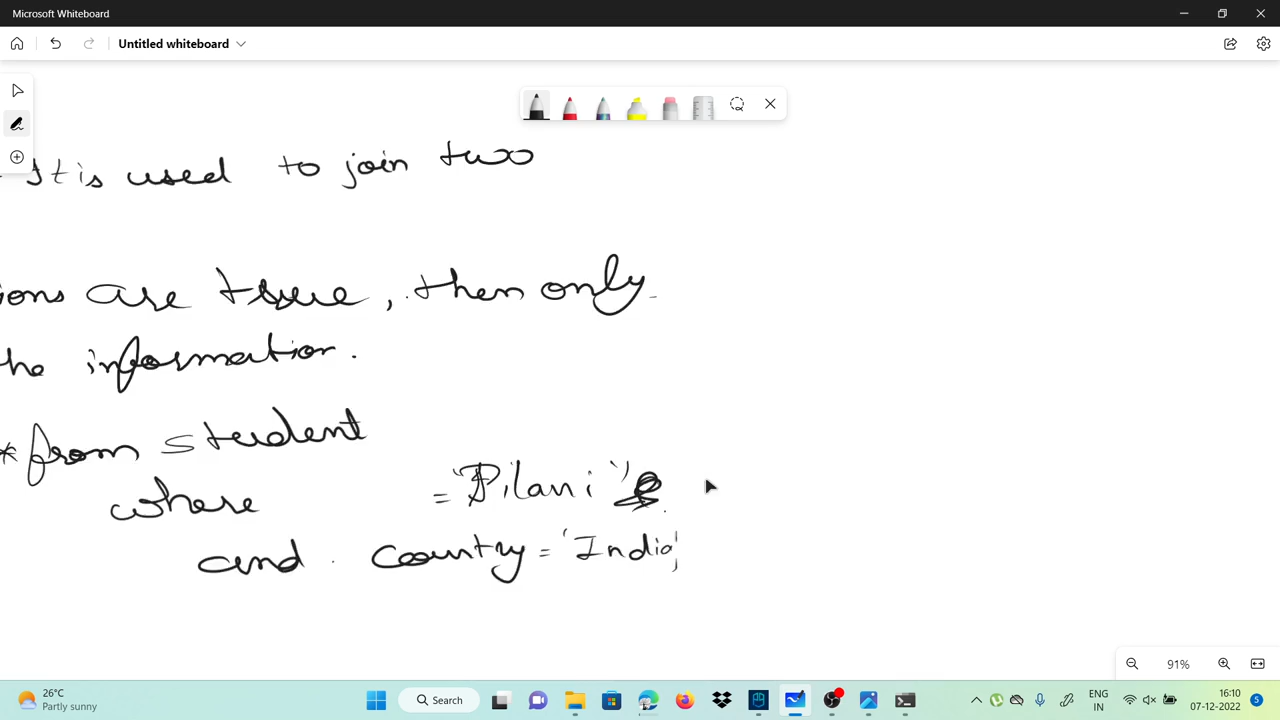 Microsoft Whiteboard
Untitled whiteboard
It is used to join two
ions are true, then only
he information.
* from student
where = 'Pilani'
and country = 'India'
91%
26°C
Partly sunny
Search
ENG
IN
16:10
07-12-2022
5